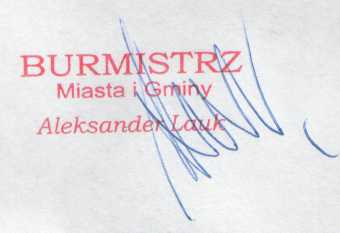 BURMISTRZ
Miasta i Gminy
Aleksander Lauk